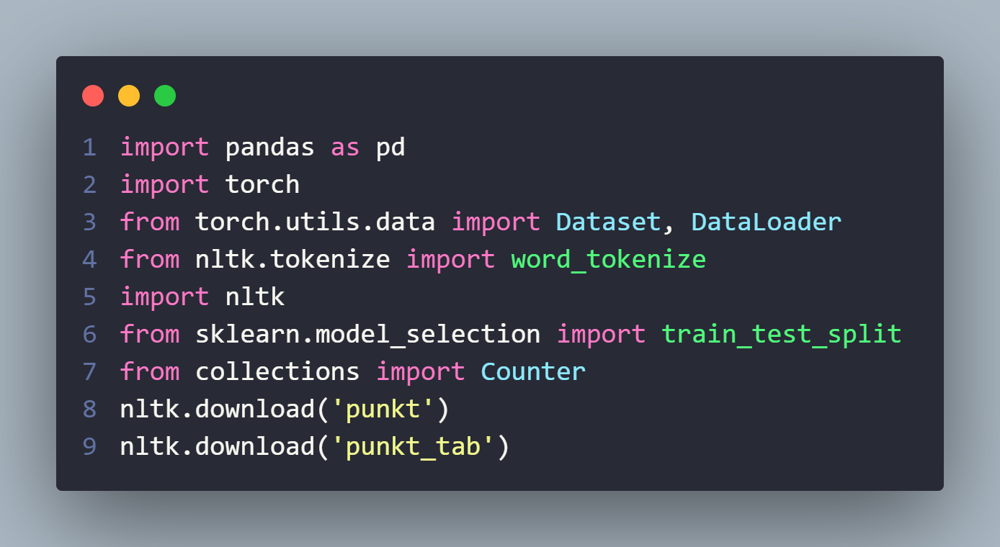 1 import pandas as pd
2 import torch
3 from torch.utils.data import Dataset, DataLoader
4 from nltk.tokenize import word_tokenize
5 import nltk
6 from sklearn.model_selection import train_test_split
7 from collections import Counter
8 nltk.download('punkt')
9 nltk.download('punkt_tab')